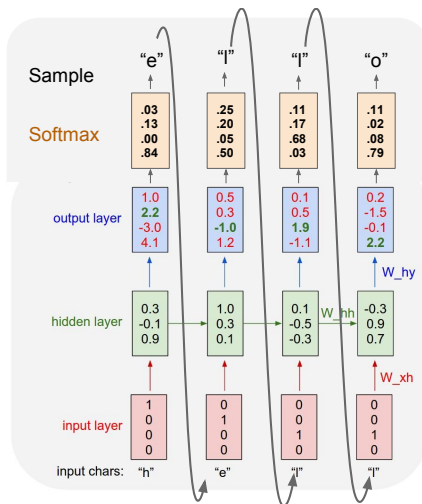 Sample
“e” “l” “l” “o”
Softmax
.03 .25 .11 .11
.13 .20 .17 .02
.00 .05 .68 .08
.84 .50 .03 .79
output layer
1.0 0.5 0.1 0.2
2.2 0.3 0.5 -1.5
-3.0 -1.0 1.9 -0.1
4.1 1.2 -1.1 2.2
W_hy
hidden layer
0.3 1.0 0.1 -0.3
-0.1 0.3 -0.5 0.9
0.9 0.1 -0.3 0.7
W_hh
W_xh
input layer
1 0 0 0
0 1 0 0
0 0 1 1
0 0 0 0
input chars: “h” “e” “l” “l”